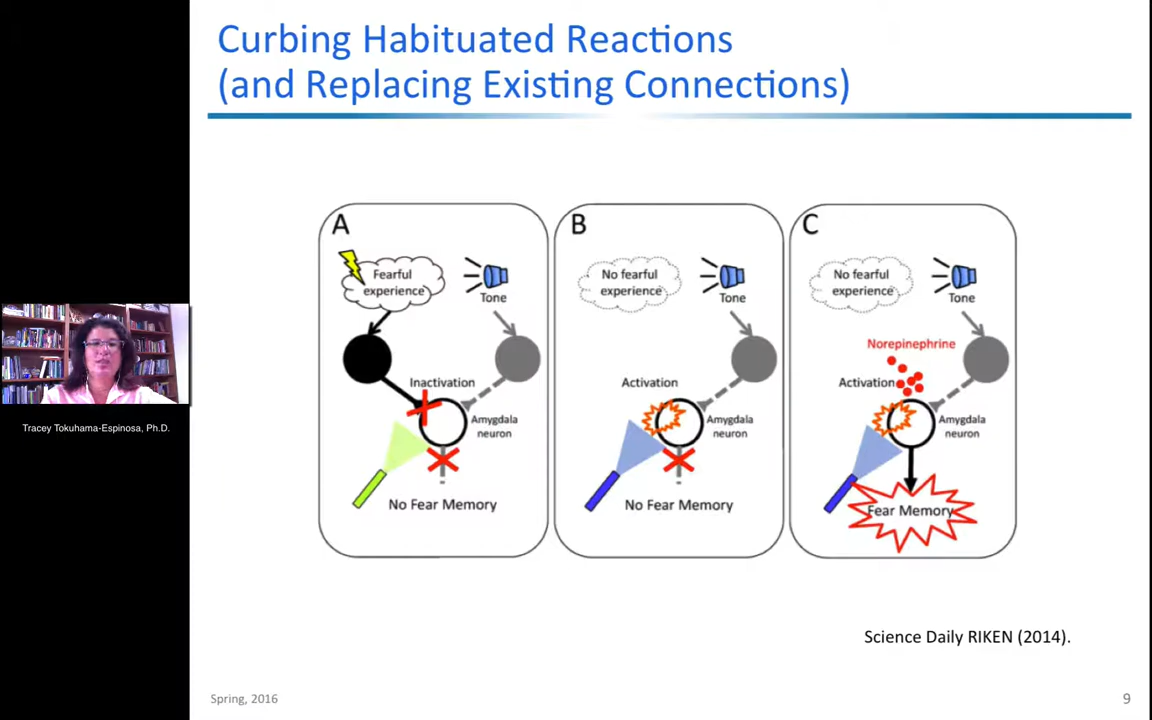 Curbing Habituated Reactions
(and Replacing Existing Connections)
A
Fearful
experience
Tone
Inactivation
Amygdala
neuron
No Fear Memory
B
No fearful
experience
Tone
Activation
Amygdala
neuron
No Fear Memory
C
No fearful
experience
Tone
Norepinephrine
Activation
Amygdala
neuron
Fear Memory
Tracey Tokuhama-Espinosa, Ph.D.
Science Daily RIKEN (2014).
Spring, 2016
9